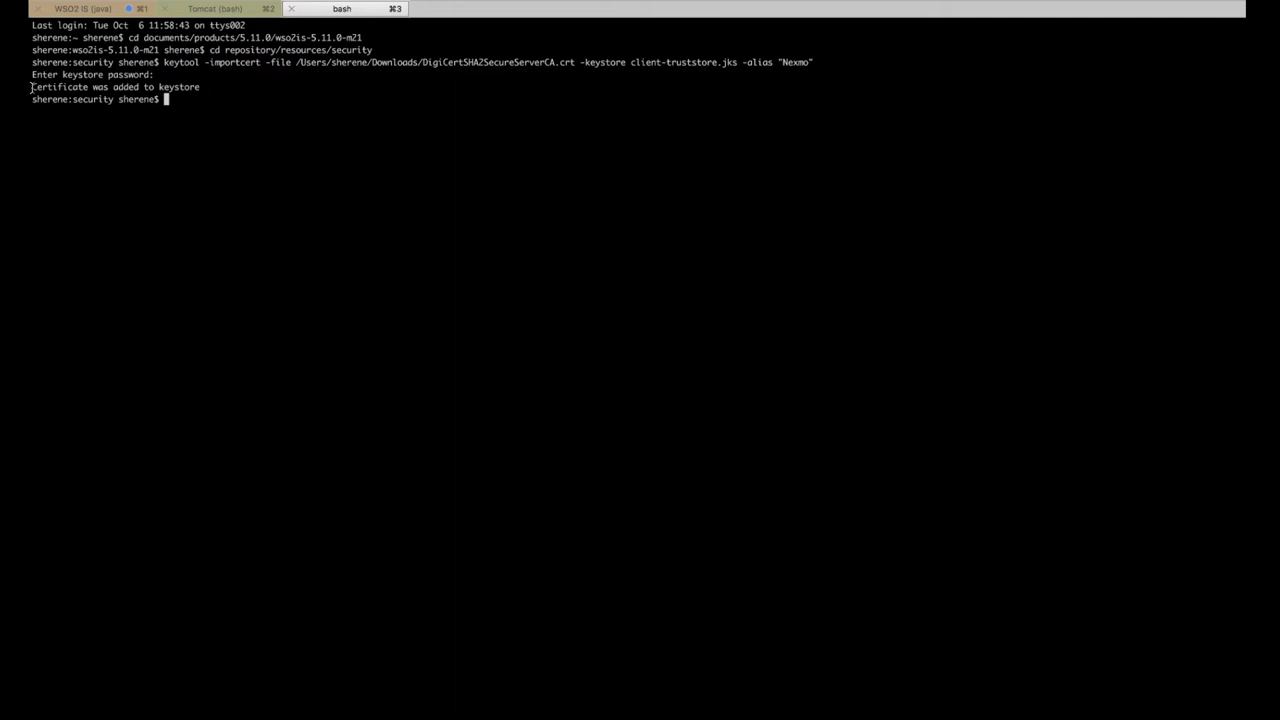 WSO2 IS (java) ⌘1 Tomcat (bash) ⌘2 bash ⌘3
Last login: Tue Oct  6 11:58:43 on ttys002
sherene:~ sherene$ cd documents/products/5.11.0/wso2is-5.11.0-m21
sherene:wso2is-5.11.0-m21 sherene$ cd repository/resources/security
sherene:security sherene$ keytool -importcert -file /Users/sherene/Downloads/DigiCertSHA2SecureServerCA.crt -keystore client-truststore.jks -alias "Nexmo"
Enter keystore password:
Certificate was added to keystore
sherene:security sherene$